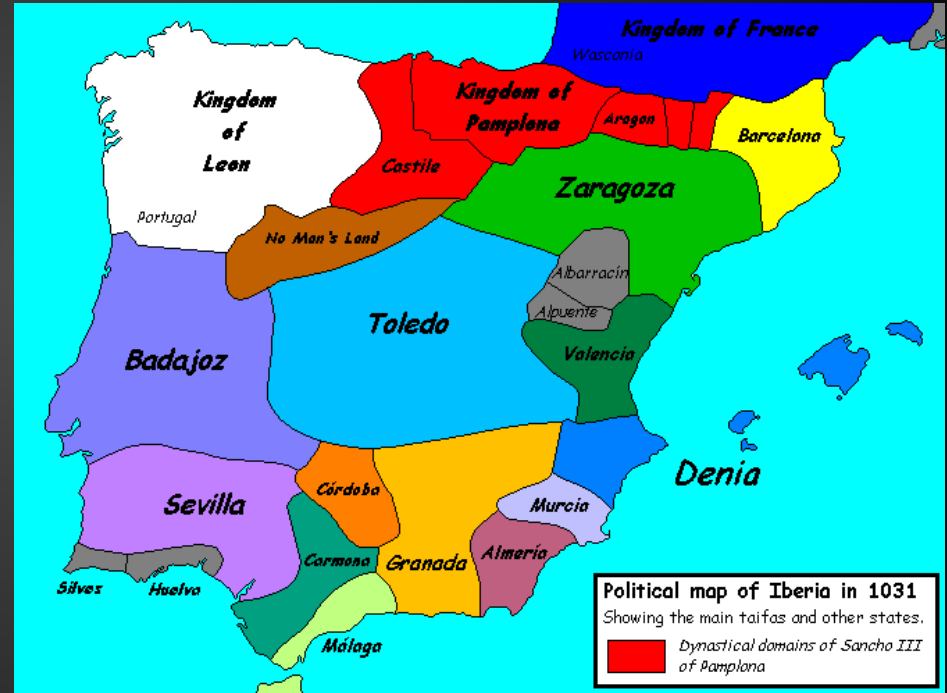 Kingdom of France
Wasconia
Kingdom of
Pamplona
Kingdom
of
Leon
Aragon
Barcelona
Castile
Zaragoza
Portugal
No Man's Land
Albarracín
Alpuente
Toledo
Valencia
Badajoz
Denia
Sevilla
Córdoba
Murcia
Carmona
Granada
Almería
Silves
Huelva
Málaga
Political map of Iberia in 1031
Showing the main taifas and other states.
Dynastical domains of Sancho III
of Pamplona